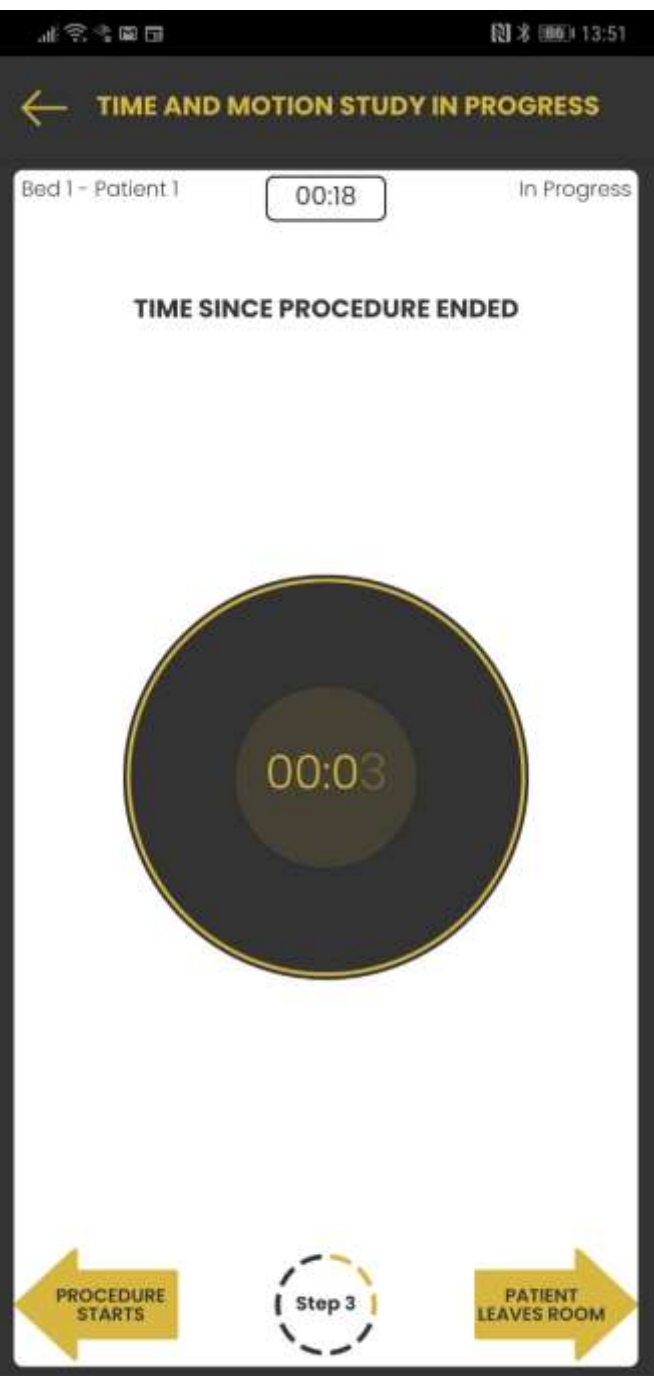 86 13:51
TIME AND MOTION STUDY IN PROGRESS
Bed 1 - Patient 1 00:18 In Progress
TIME SINCE PROCEDURE ENDED
00:03
PROCEDURE
STARTS
Step 3
PATIENT
LEAVES ROOM